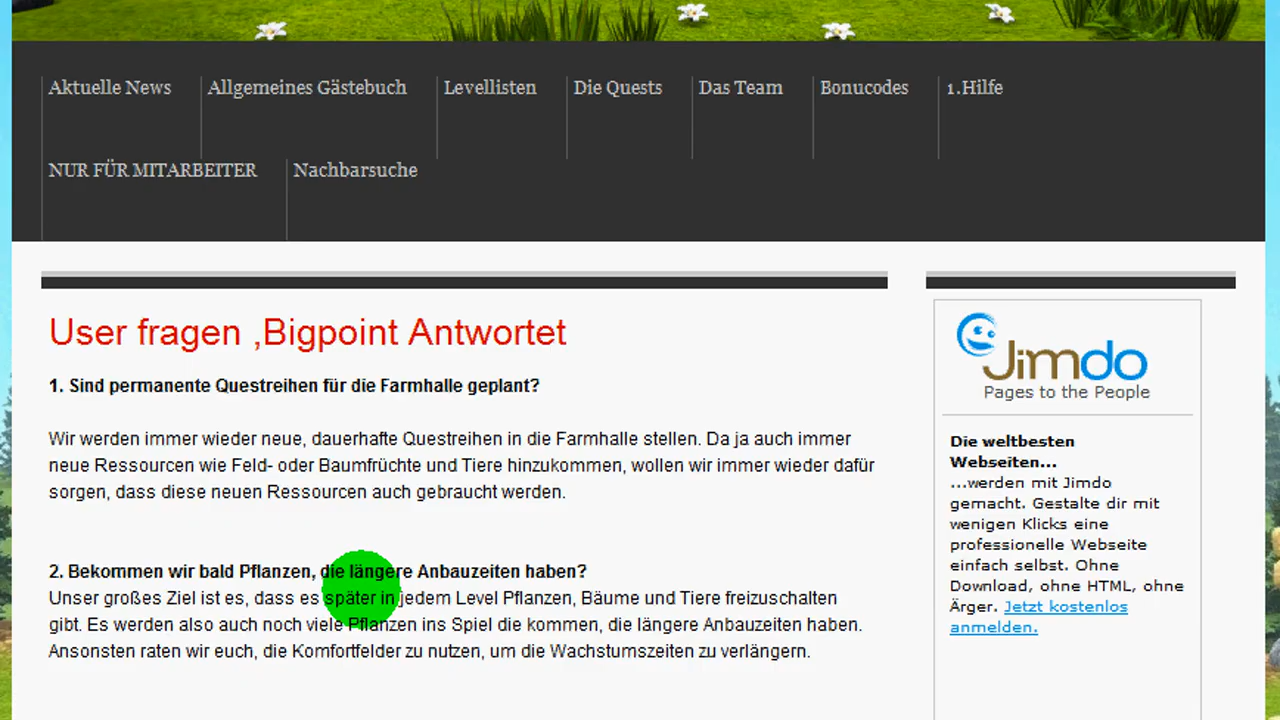 Aktuelle News
Allgemeines Gästebuch
Levellisten
Die Quests
Das Team
Bonucodes
1.Hilfe
NUR FÜR MITARBEITER
Nachbarsuche
User fragen ,Bigpoint Antwortet
1. Sind permanente Questreihen für die Farmhalle geplant?
Wir werden immer wieder neue, dauerhafte Questreihen in die Farmhalle stellen. Da ja auch immer
neue Ressourcen wie Feld- oder Baumfrüchte und Tiere hinzukommen, wollen wir immer wieder dafür
sorgen, dass diese neuen Ressourcen auch gebraucht werden.
2. Bekommen wir bald Pflanzen, die längere Anbauzeiten haben?
Unser großes Ziel ist es, dass es später in jedem Level Pflanzen, Bäume und Tiere freizuschalten
gibt. Es werden also auch noch viele Pflanzen ins Spiel die kommen, die längere Anbauzeiten haben.
Ansonsten raten wir euch, die Komfortfelder zu nutzen, um die Wachstumszeiten zu verlängern.
Jimdo
Pages to the People
Die weltbesten
Webseiten...
...werden mit Jimdo
gemacht. Gestalte dir mit
wenigen Klicks eine
professionelle Webseite
einfach selbst. Ohne
Download, ohne HTML, ohne
Ärger. Jetzt kostenlos
anmelden.